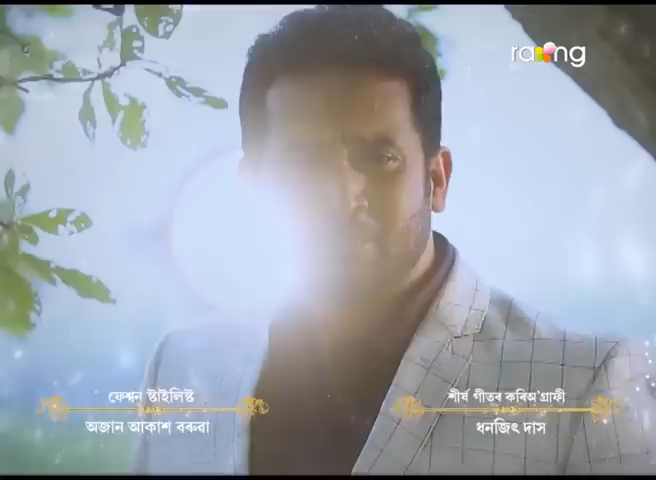 rang
ফেশ্বন ষ্টাইলিষ্ট
অজান আকাশ বৰুৱা
শীৰ্ষ গীতৰ কৰিঅ'গ্ৰাফী
ধনজিৎ দাস